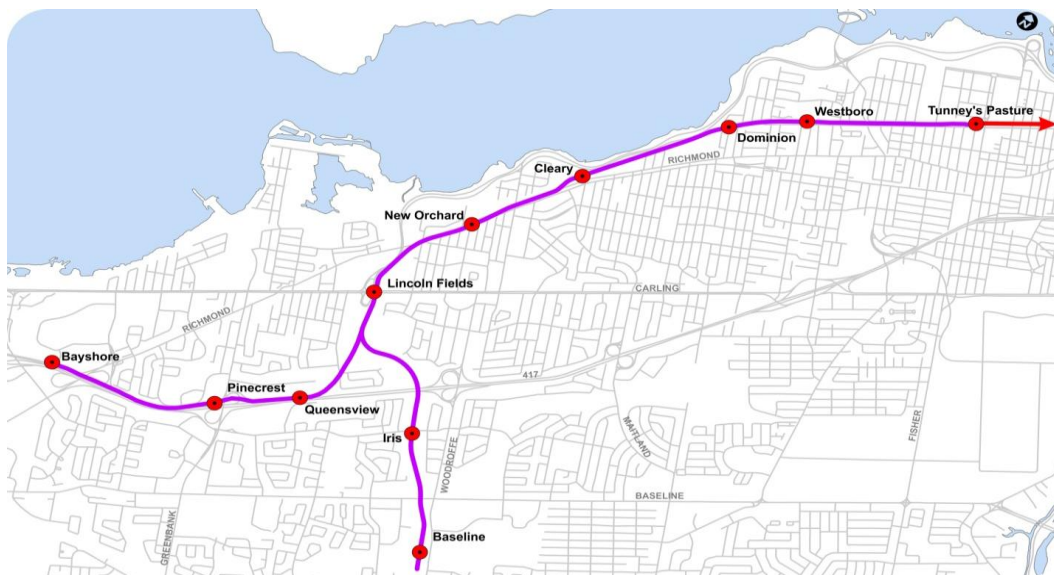 Westboro
Tunney's Pasture
Dominion
RICHMOND
Cleary
New Orchard
Lincoln Fields
CARLING
RICHMOND
Bayshore
417
Pinecrest
Queensview
Iris
WOODROFFE
MAITLAND
FISHER
BASELINE
GREENBANK
Baseline